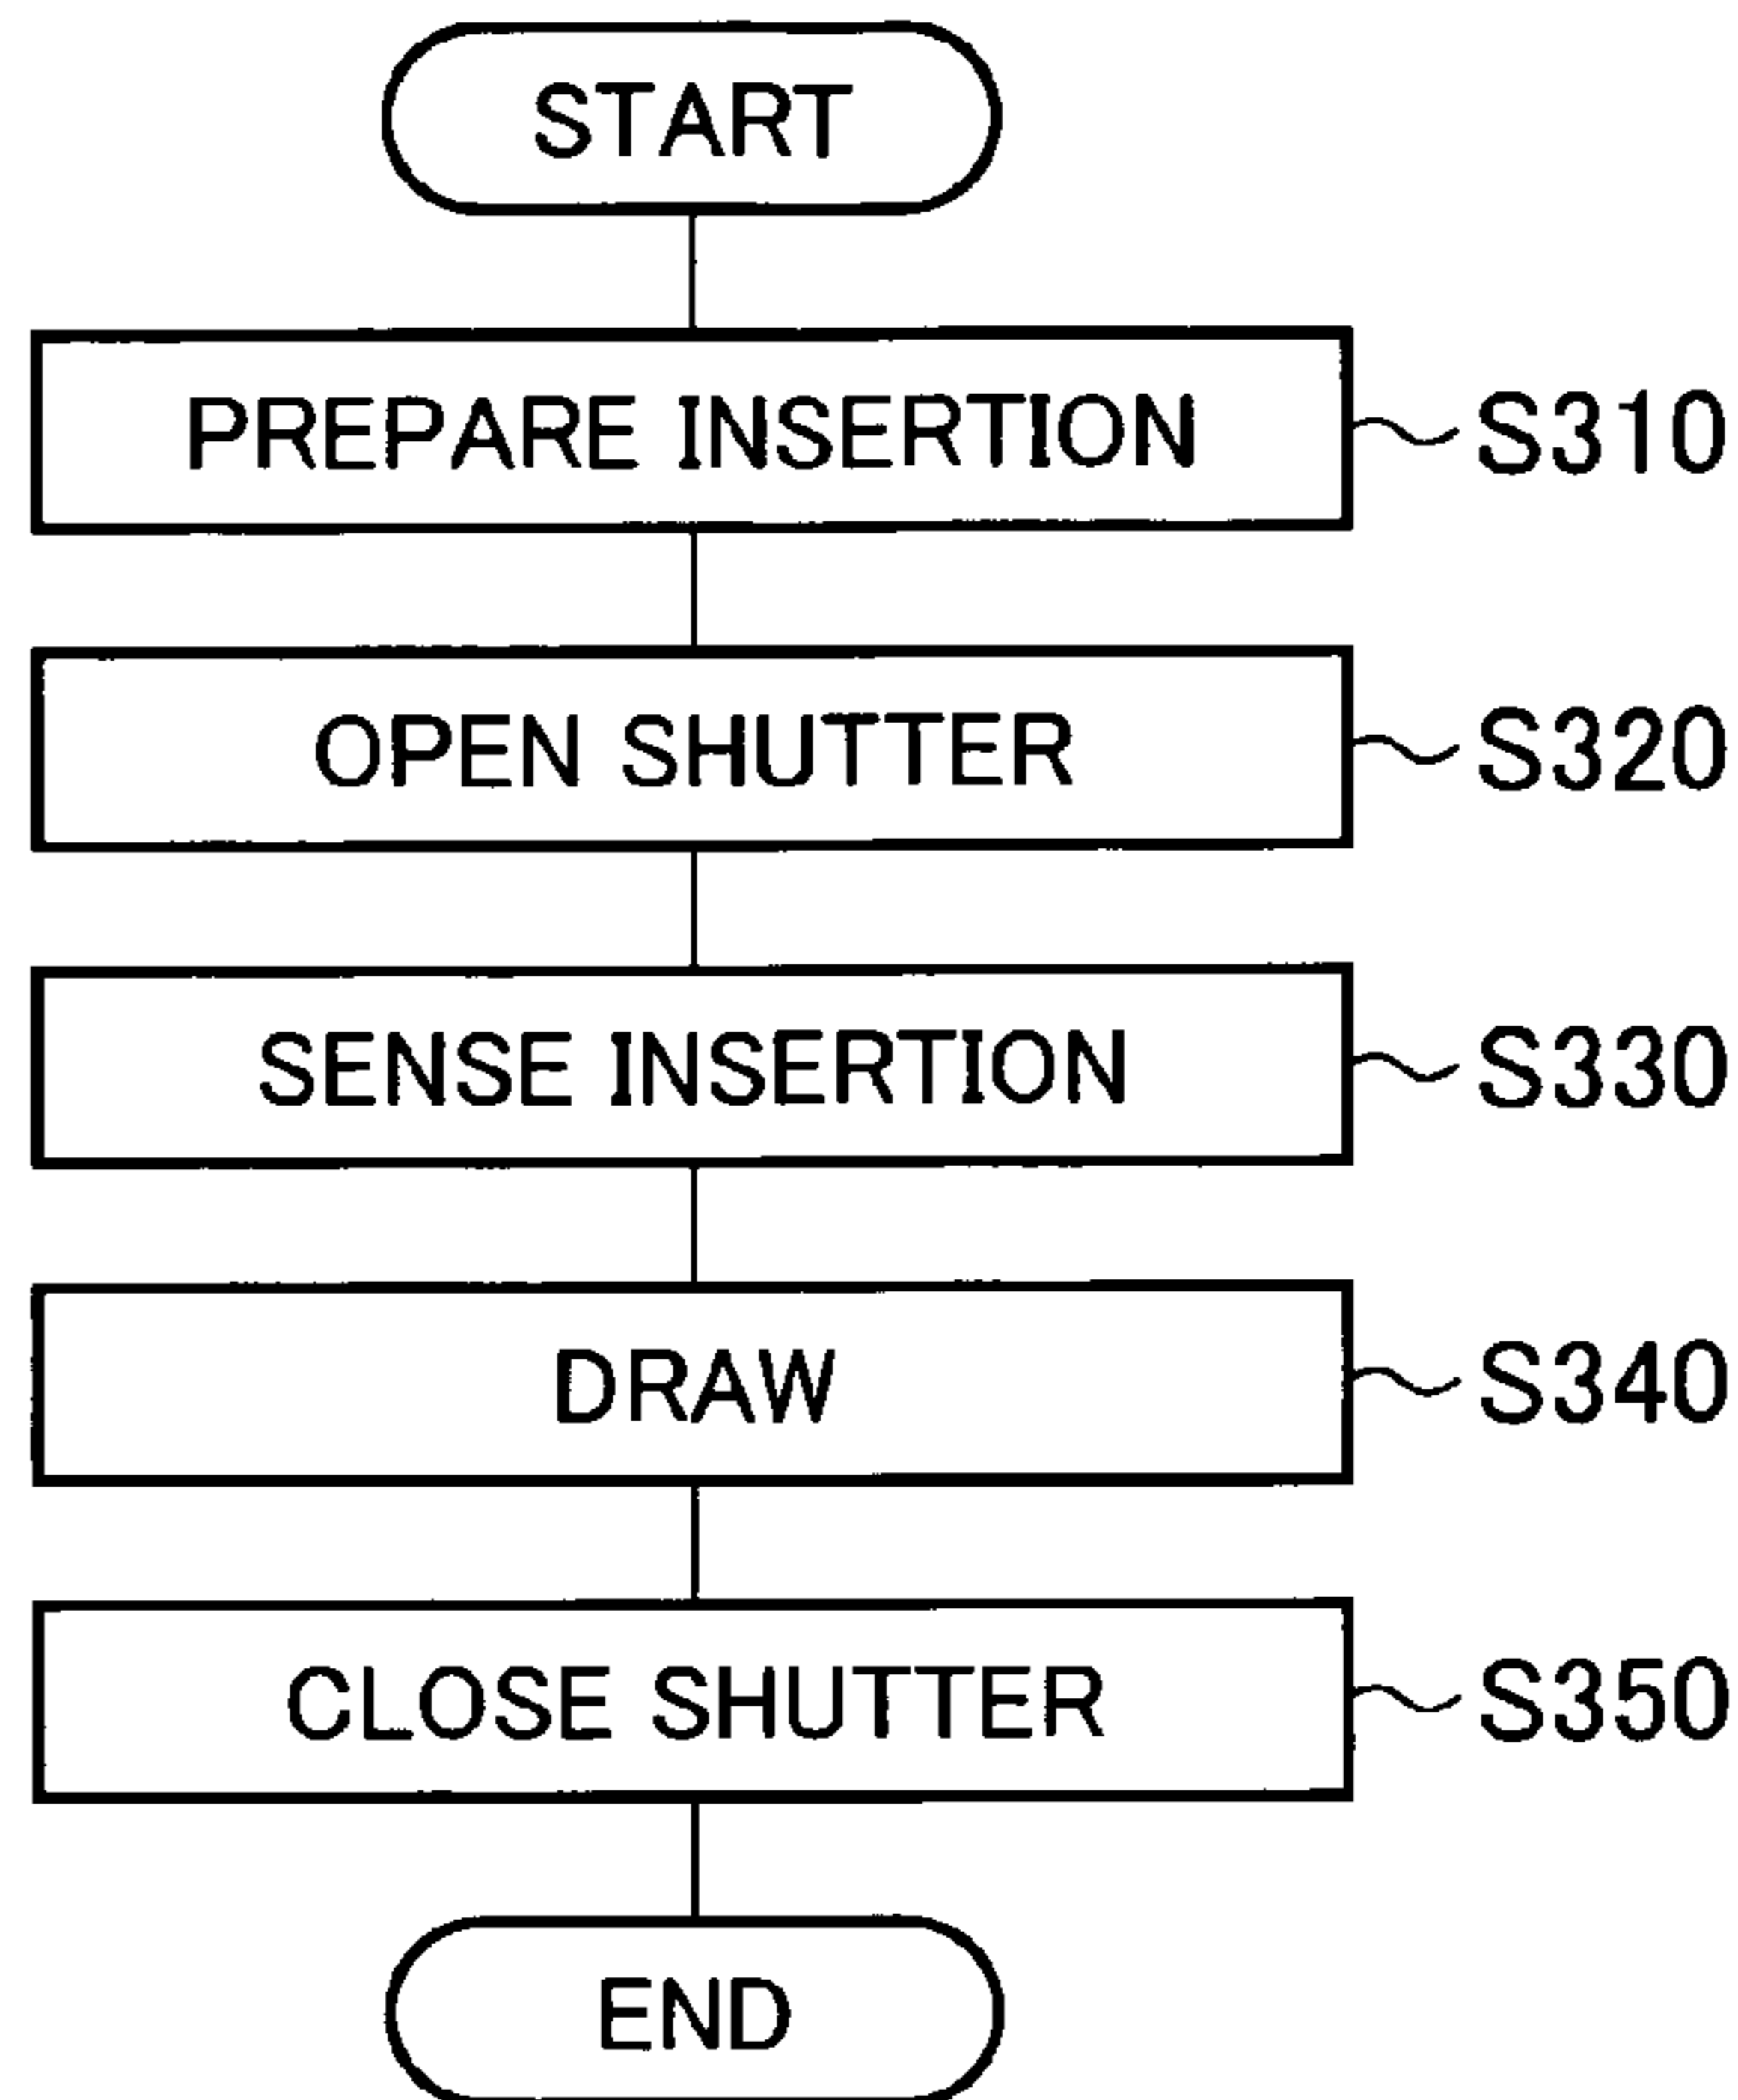 START
PREPARE INSERTION S310
OPEN SHUTTER S320
SENSE INSERTION S330
DRAW S340
CLOSE SHUTTER S350
END